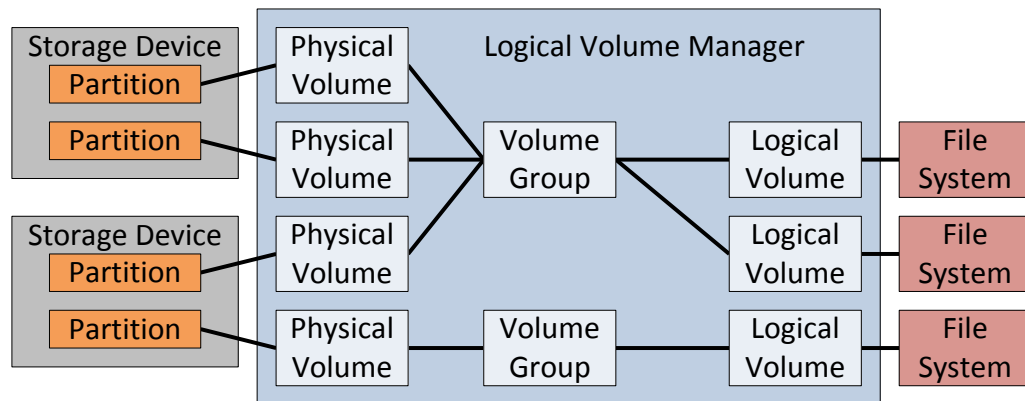 Storage Device
Partition
Partition
Storage Device
Partition
Partition
Logical Volume Manager
Physical
Volume
Physical
Volume
Physical
Volume
Physical
Volume
Volume
Group
Volume
Group
Logical
Volume
Logical
Volume
Logical
Volume
File
System
File
System
File
System